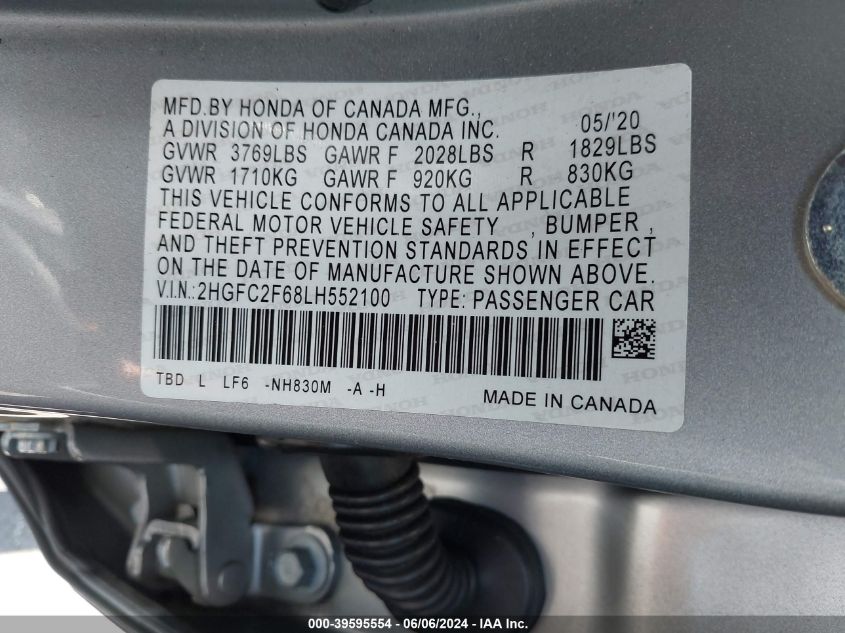 MFD.BY HONDA OF CANADA MFG.,
A DIVISION OF HONDA CANADA INC. 05/'20
GVWR 3769LBS GAWR F 2028LBS R 1829LBS
GVWR 1710KG GAWR F 920KG R 830KG
THIS VEHICLE CONFORMS TO ALL APPLICABLE
FEDERAL MOTOR VEHICLE SAFETY , BUMPER ,
AND THEFT PREVENTION STANDARDS IN EFFECT
ON THE DATE OF MANUFACTURE SHOWN ABOVE.
V.I.N.:2HGFC2F68LH552100 TYPE: PASSENGER CAR
TBD L LF6 -NH830M -A -H
MADE IN CANADA
000-39595554 - 06/06/2024 - IAA Inc.